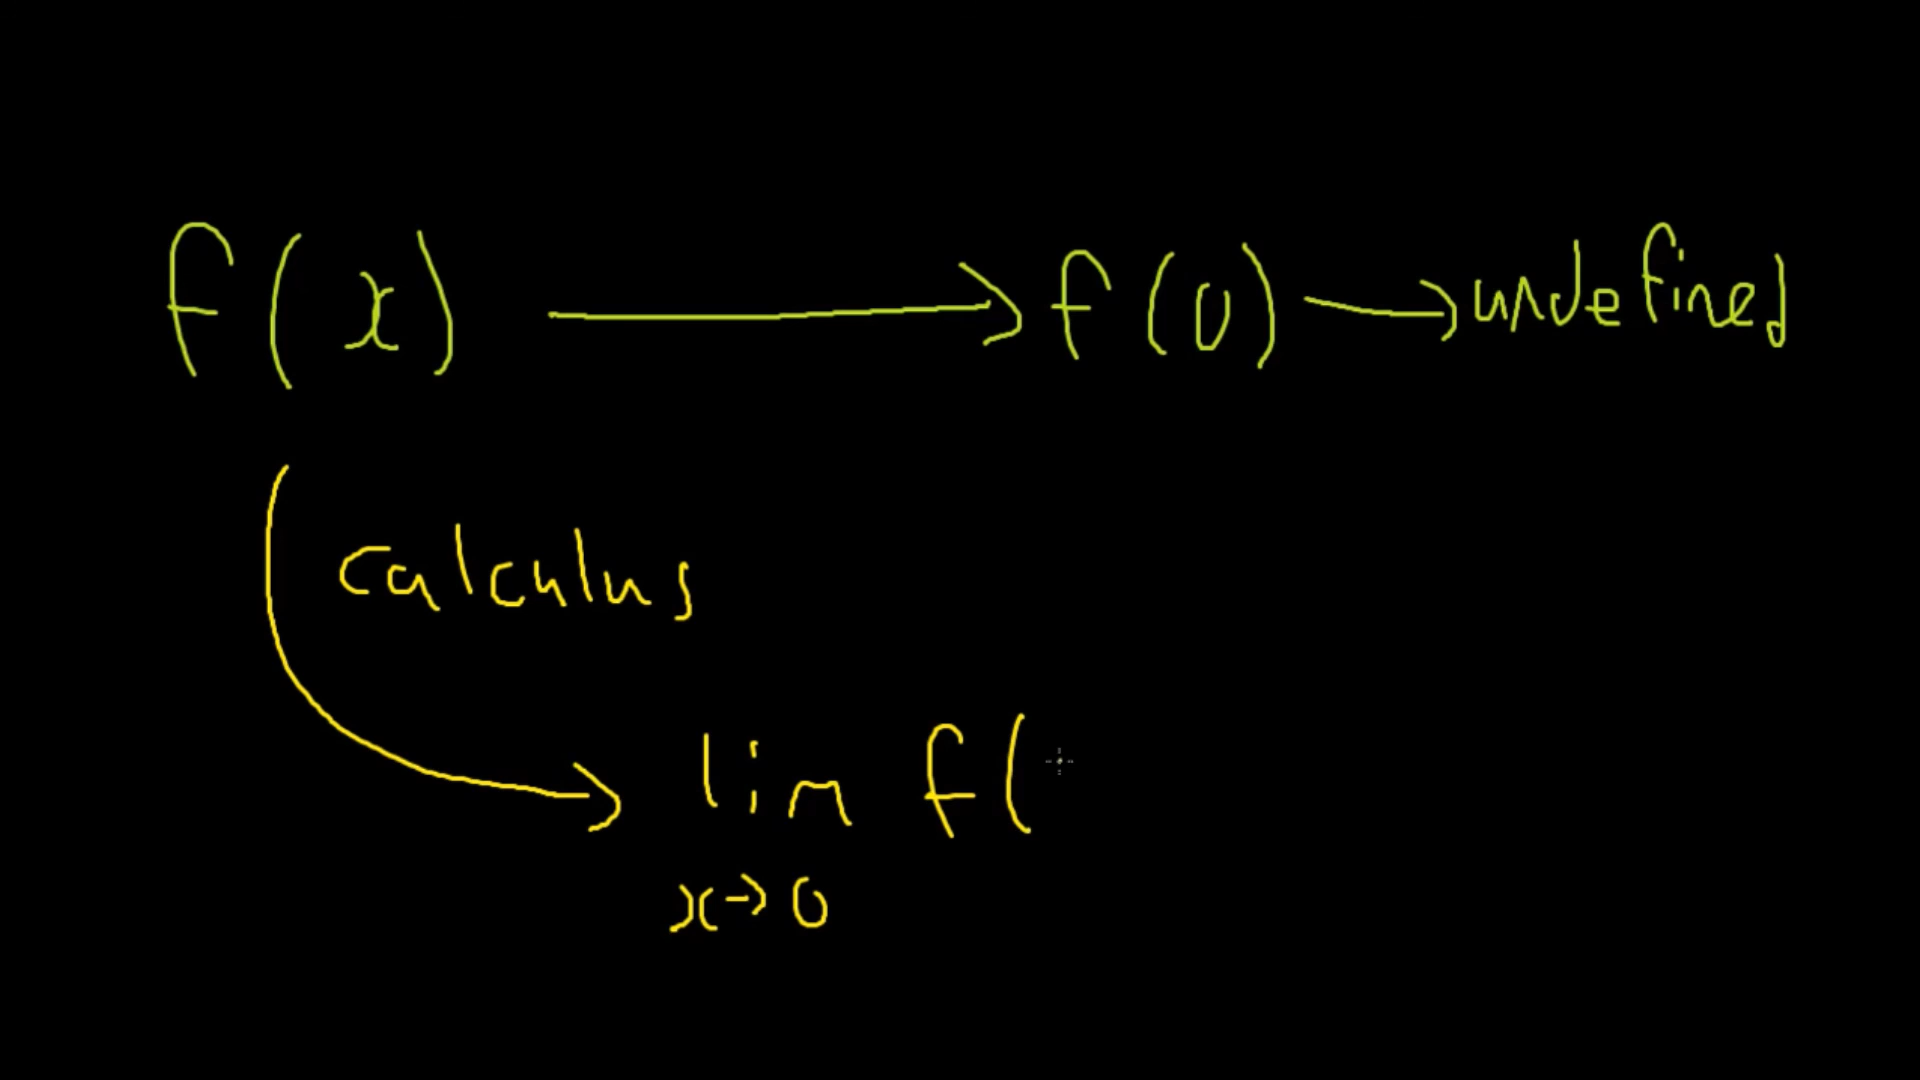 f(x) → f(0) → undefined
calculus
lim f(
x→0